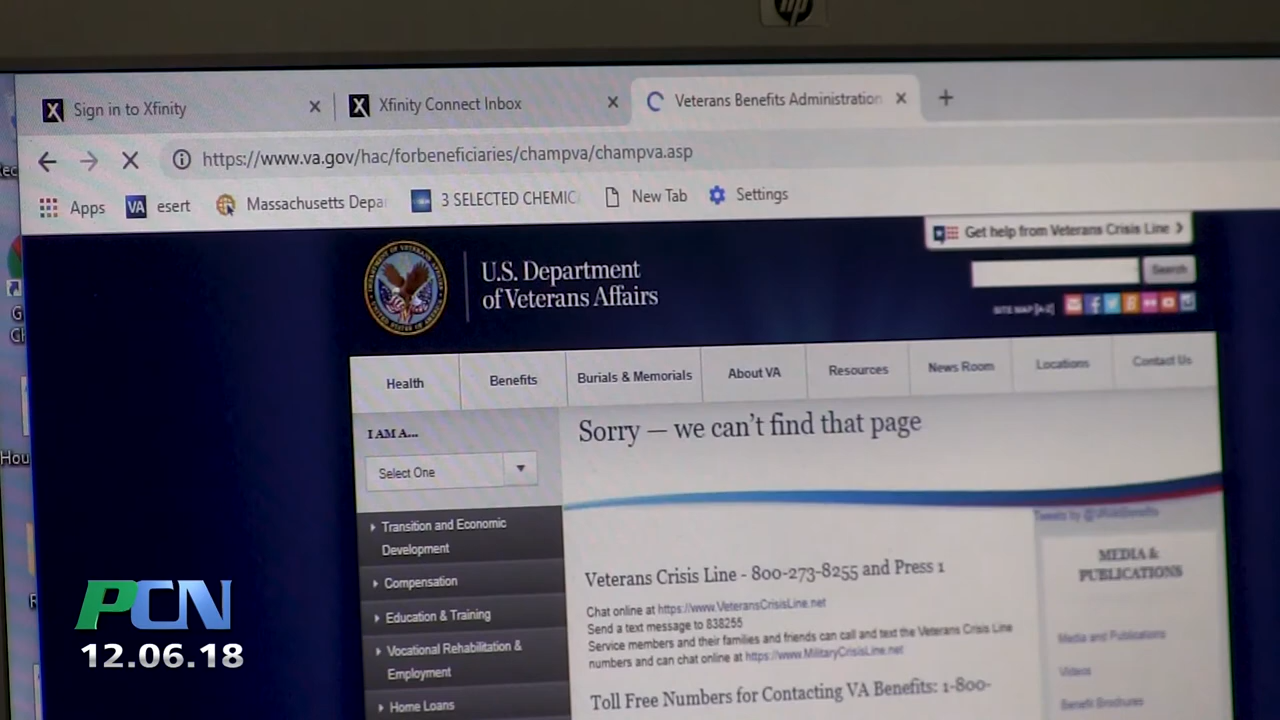 hp
Sign in to Xfinity
Xfinity Connect Inbox
Veterans Benefits Administration
https://www.va.gov/hac/forbeneficiaries/champva/champva.asp
Apps
VA esert
Massachusetts Depa
3 SELECTED CHEMIC
New Tab
Settings
Get help from Veterans Crisis Line
U.S. Department
of Veterans Affairs
Search
SITE MAP [A-Z]
Health
Benefits
Burials & Memorials
About VA
Resources
News Room
Locations
Contact Us
I AM A...
Select One
Sorry — we can't find that page
Transition and Economic
Development
Compensation
Education & Training
Vocational Rehabilitation &
Employment
Home Loans
Veterans Crisis Line - 800-273-8255 and Press 1
Chat online at https://www.VeteransCrisisLine.net
Send a text message to 838255
Service members and their families and friends can call and text the Veterans Crisis Line
numbers and can chat online at https://www.MilitaryCrisisLine.net
Toll Free Numbers for Contacting VA Benefits: 1-800-
MEDIA &
PUBLICATIONS
Media and Publications
Videos
Benefit Brochures
Hou
PCN
12.06.18